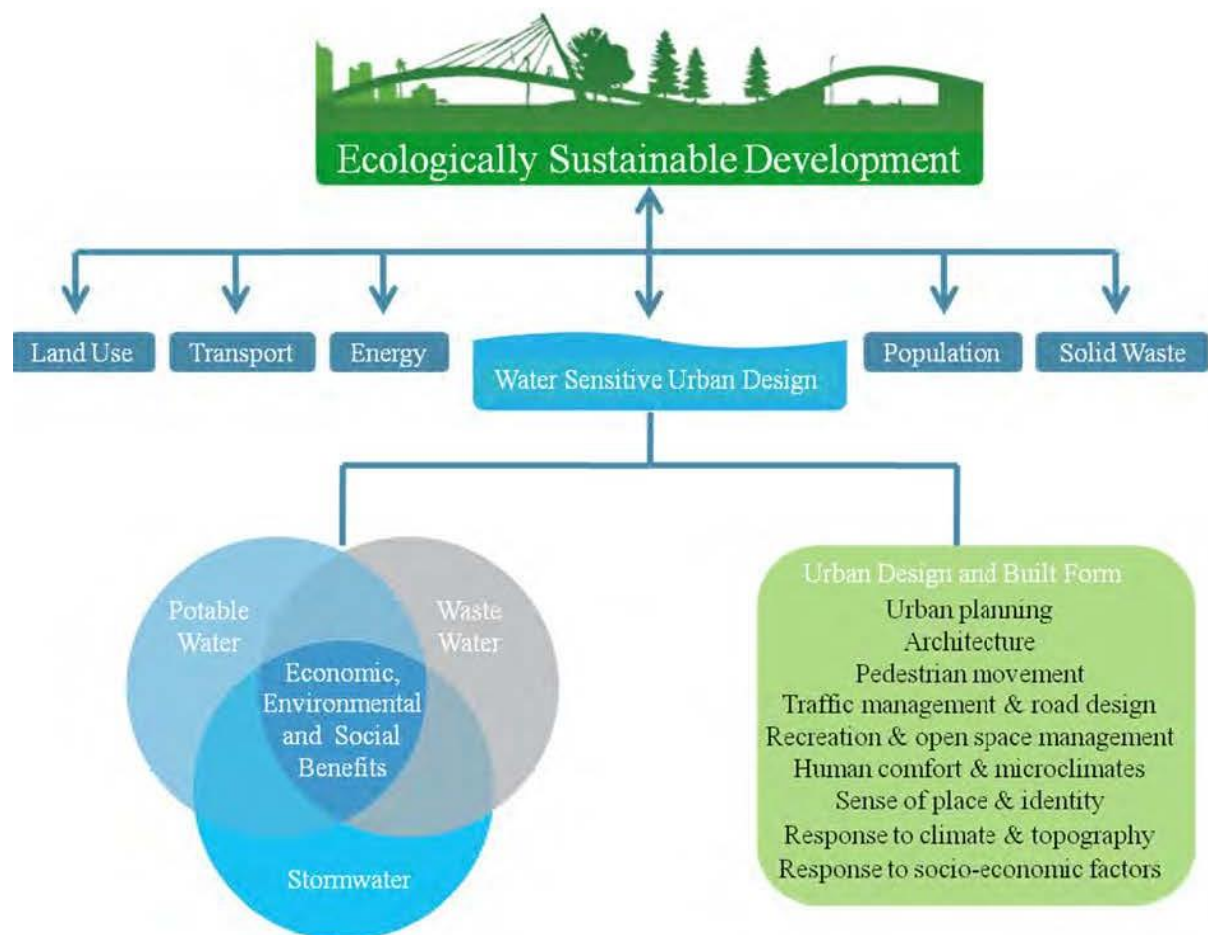 Ecologically Sustainable Development
Land Use
Transport
Energy
Water Sensitive Urban Design
Population
Solid Waste
Potable
Water
Waste
Water
Economic,
Environmental
and Social
Benefits
Stormwater
Urban Design and Built Form
Urban planning
Architecture
Pedestrian movement
Traffic management & road design
Recreation & open space management
Human comfort & microclimates
Sense of place & identity
Response to climate & topography
Response to socio-economic factors